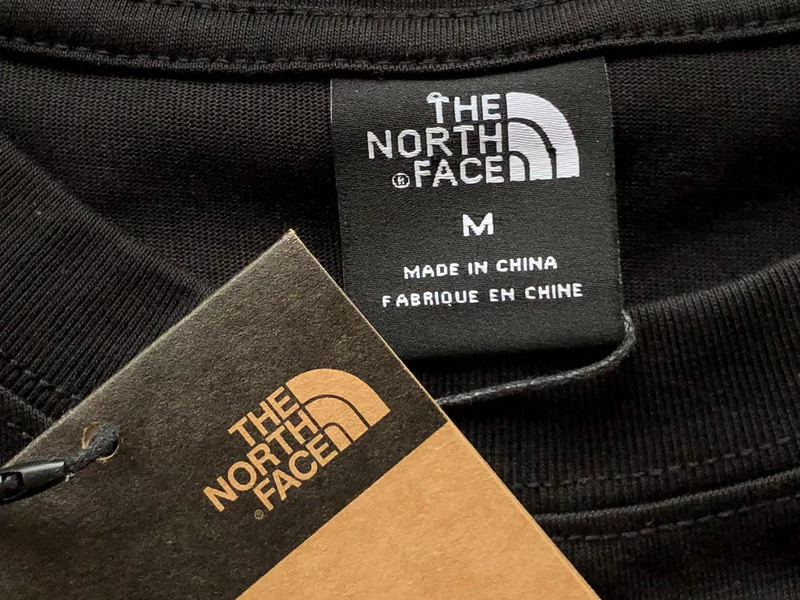 THE
NORTH
®FACE
M
MADE IN CHINA
FABRIQUE EN CHINE
THE
NORTH
FACE
®